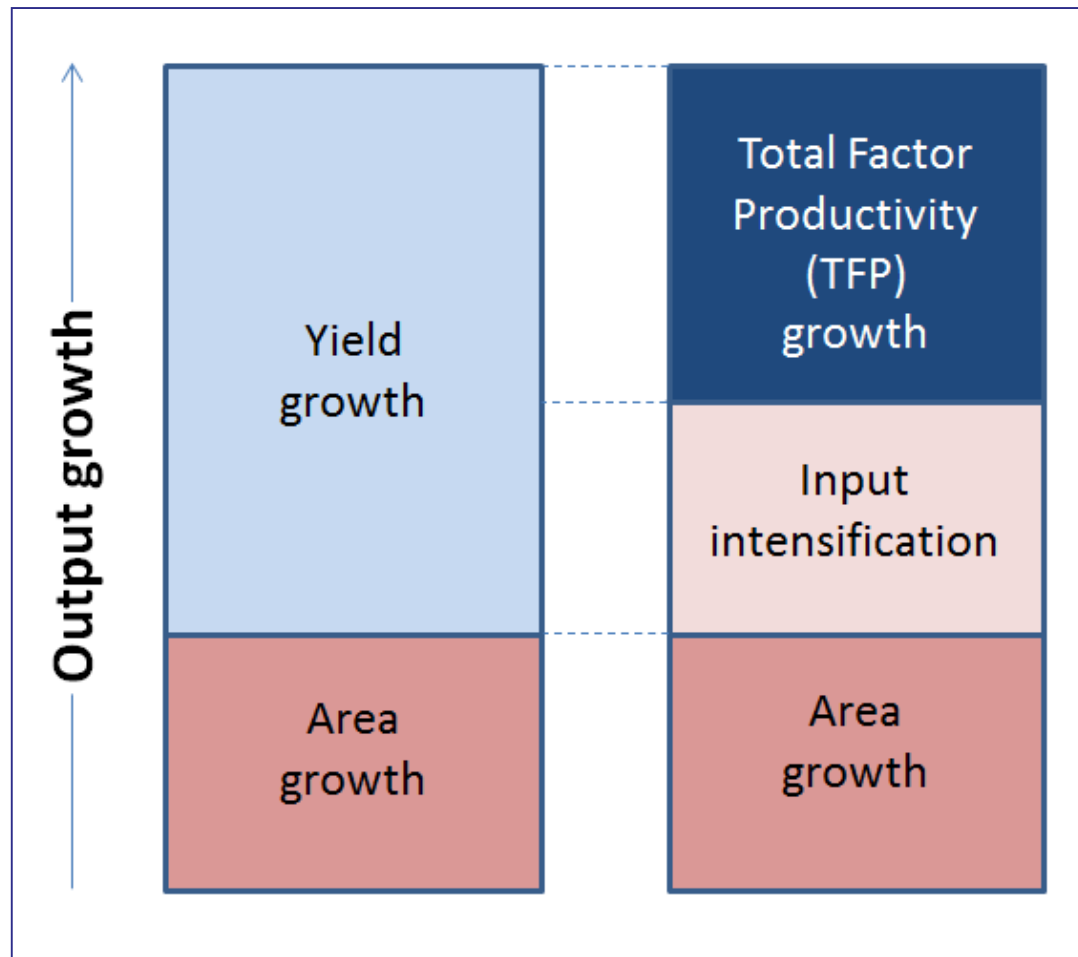 Output growth
Yield
growth
Area
growth
Total Factor
Productivity
(TFP)
growth
Input
intensification
Area
growth